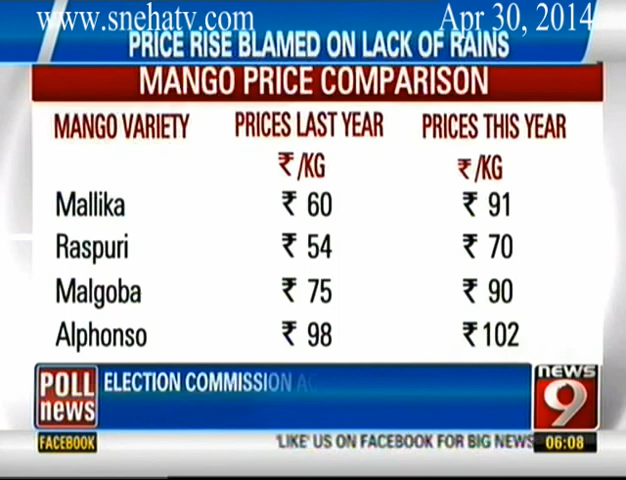 www.snehatv.com Apr 30, 2014
PRICE RISE BLAMED ON LACK OF RAINS
MANGO PRICE COMPARISON
MANGO VARIETY PRICES LAST YEAR PRICES THIS YEAR
₹/KG ₹/KG
Mallika ₹ 60 ₹ 91
Raspuri ₹ 54 ₹ 70
Malgoba ₹ 75 ₹ 90
Alphonso ₹ 98 ₹ 102
POLL news
ELECTION COMMISSION
NEWS 9
FACEBOOK 'LIKE' US ON FACEBOOK FOR BIG NEWS 06:08